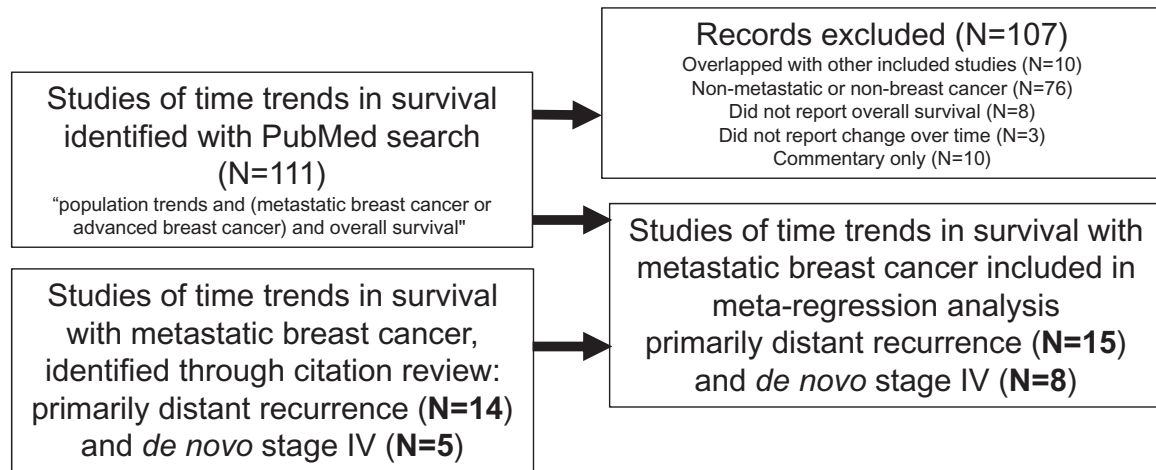 Studies of time trends in survival
identified with PubMed search
(N=111)
“population trends and (metastatic breast cancer or
advanced breast cancer) and overall survival"
Records excluded (N=107)
Overlapped with other included studies (N=10)
Non-metastatic or non-breast cancer (N=76)
Did not report overall survival (N=8)
Did not report change over time (N=3)
Commentary only (N=10)
Studies of time trends in survival
with metastatic breast cancer,
identified through citation review:
primarily distant recurrence (N=14)
and de novo stage IV (N=5)
Studies of time trends in survival with
metastatic breast cancer included in
meta-regression analysis
primarily distant recurrence (N=15)
and de novo stage IV (N=8)